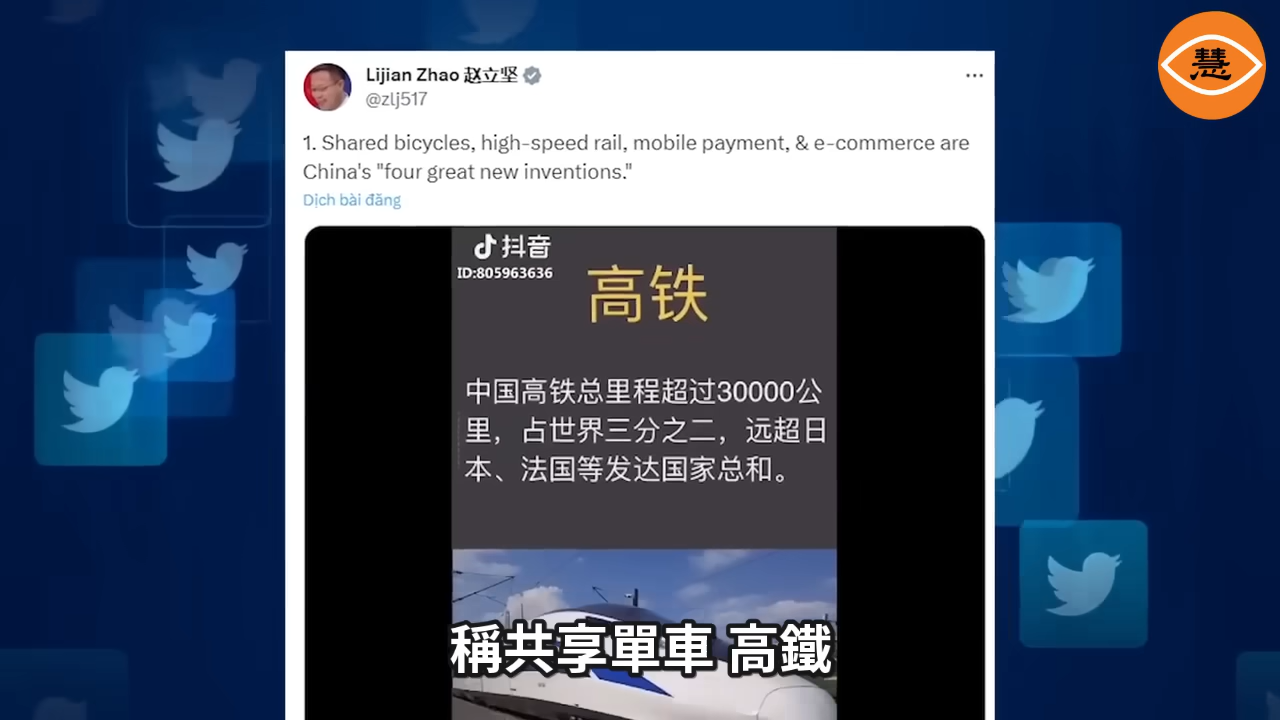 慧
Lijian Zhao 赵立坚
@zlj517
1. Shared bicycles, high-speed rail, mobile payment, & e-commerce are
China's "four great new inventions."
Dịch bài đăng
抖音
ID:805963636
高铁
中国高铁总里程超过30000公
里，占世界三分之二，远超日
本、法国等发达国家总和。
稱共享單車 高鐵